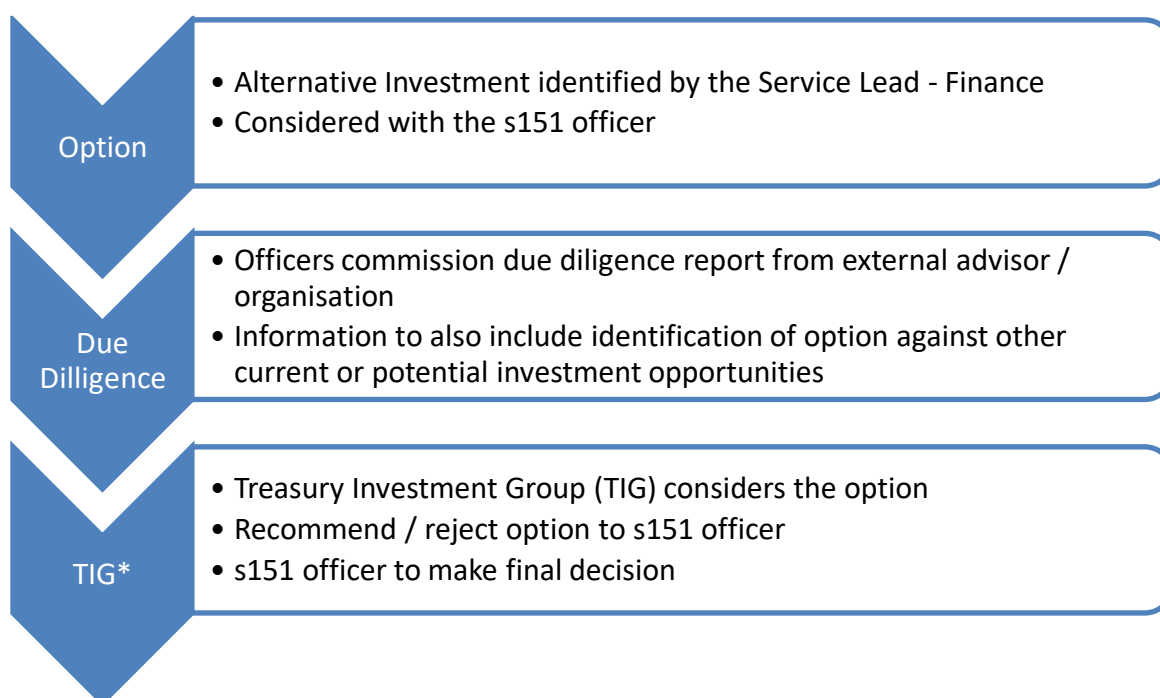 Option
• Alternative Investment identified by the Service Lead - Finance
• Considered with the s151 officer
Due
Dilligence
• Officers commission due diligence report from external advisor /
organisation
• Information to also include identification of option against other
current or potential investment opportunities
TIG*
• Treasury Investment Group (TIG) considers the option
• Recommend / reject option to s151 officer
• s151 officer to make final decision